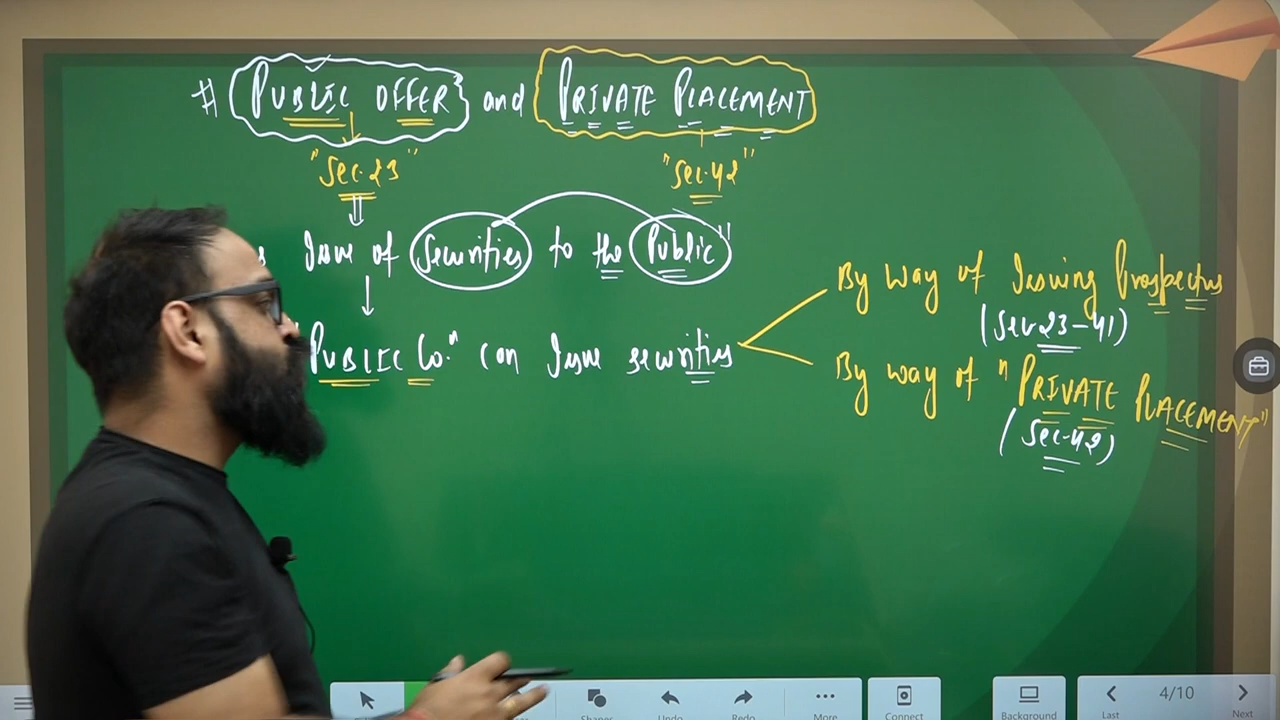 # PUBLIC OFFER and PRIVATE PLACEMENT
"Sec-23" "Sec-42"
Issue of Securities to the Public"
PUBLIC Co." can Issue securities
By way of Issuing Prospectus
(Sec-23-41)
By way of "PRIVATE PLACEMENT"
(Sec-42)
Shapes Undo Redo More Connect Background Last 4/10 Next